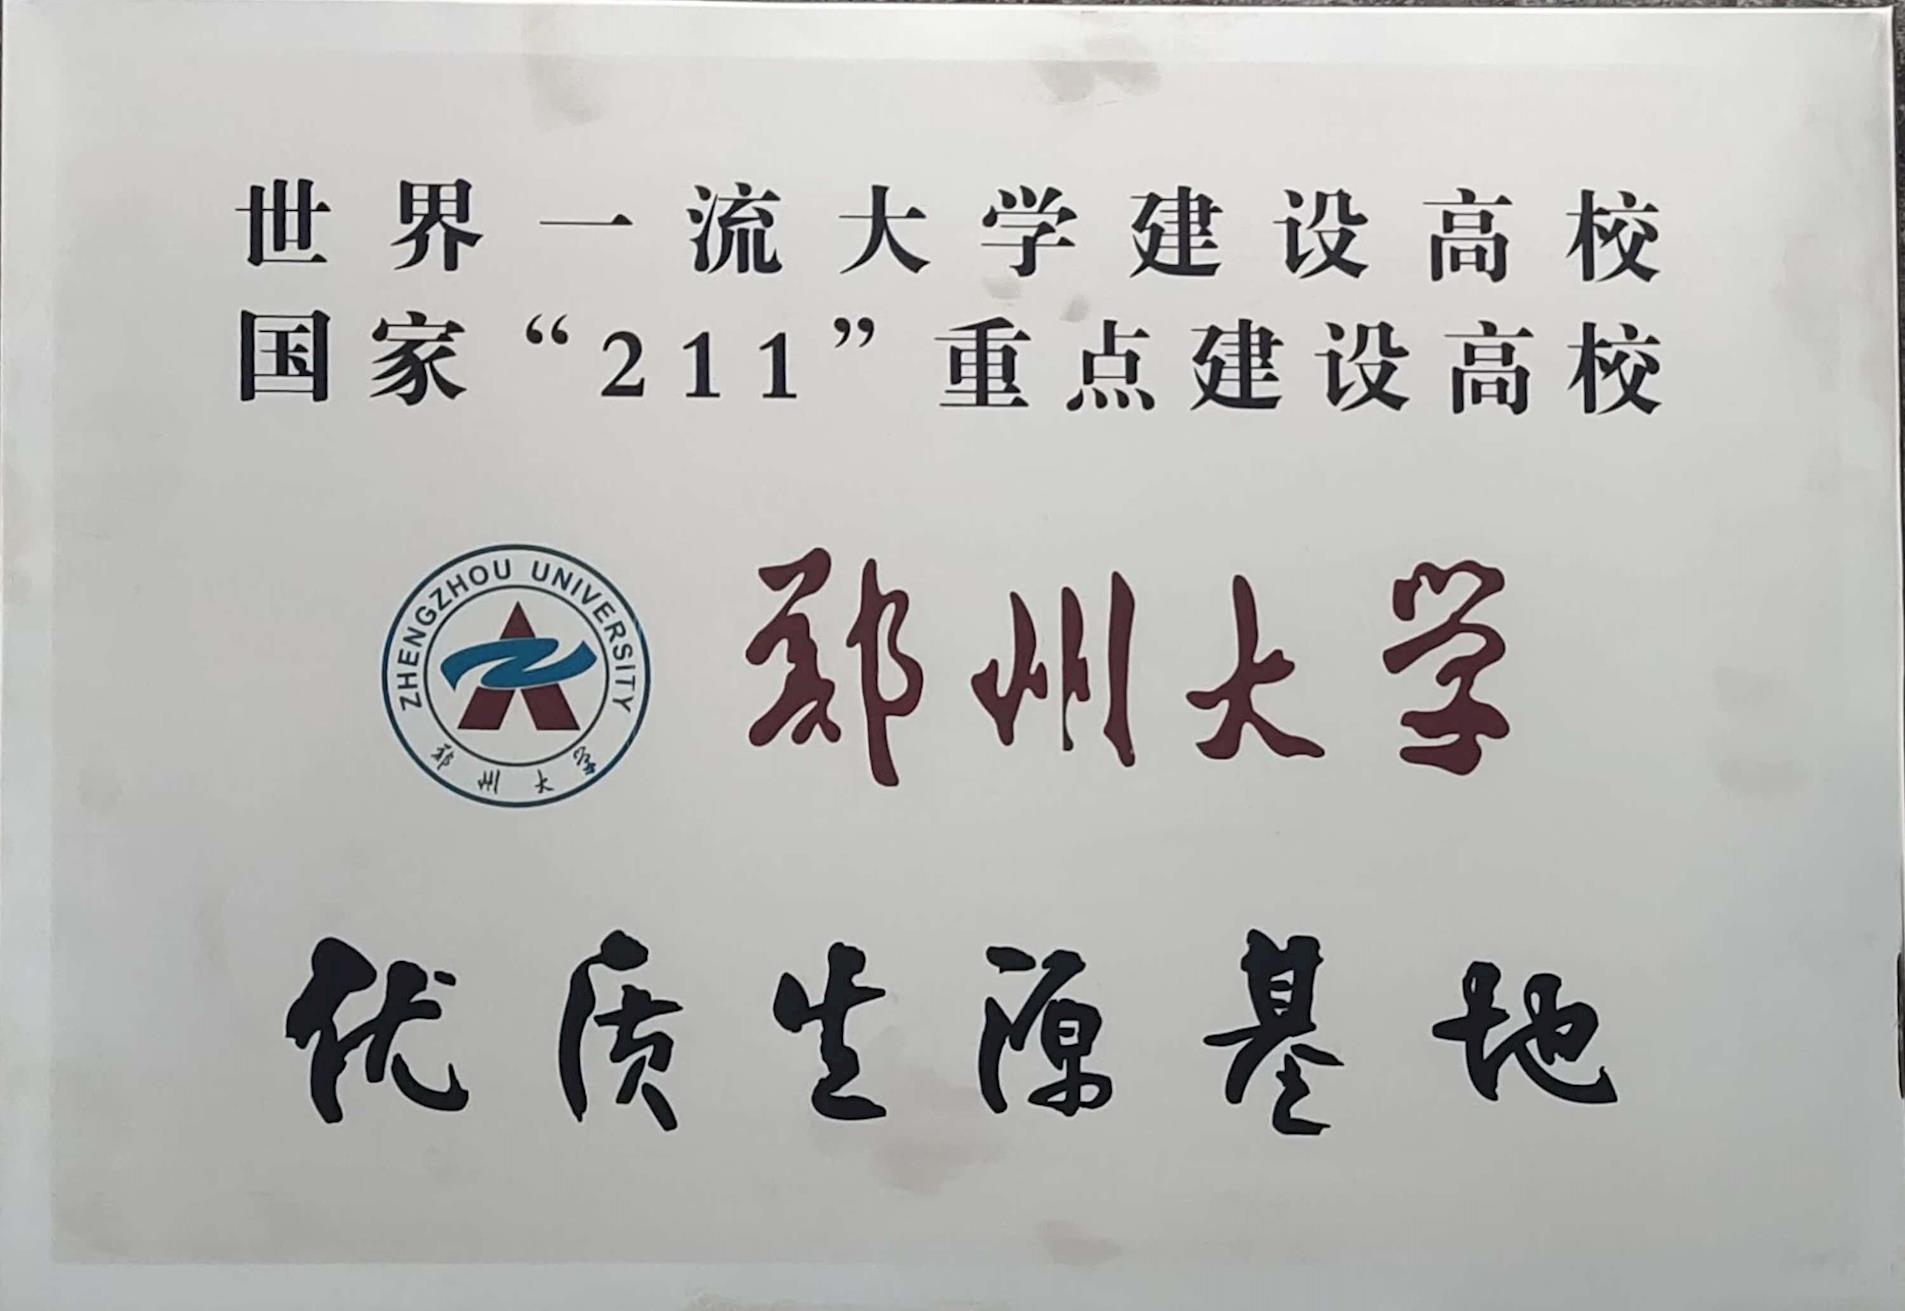 世界一流大学建设高校
国家“211”重点建设高校
ZHENGZHOU UNIVERSITY
郑州大学
郑州大学
优质生源基地